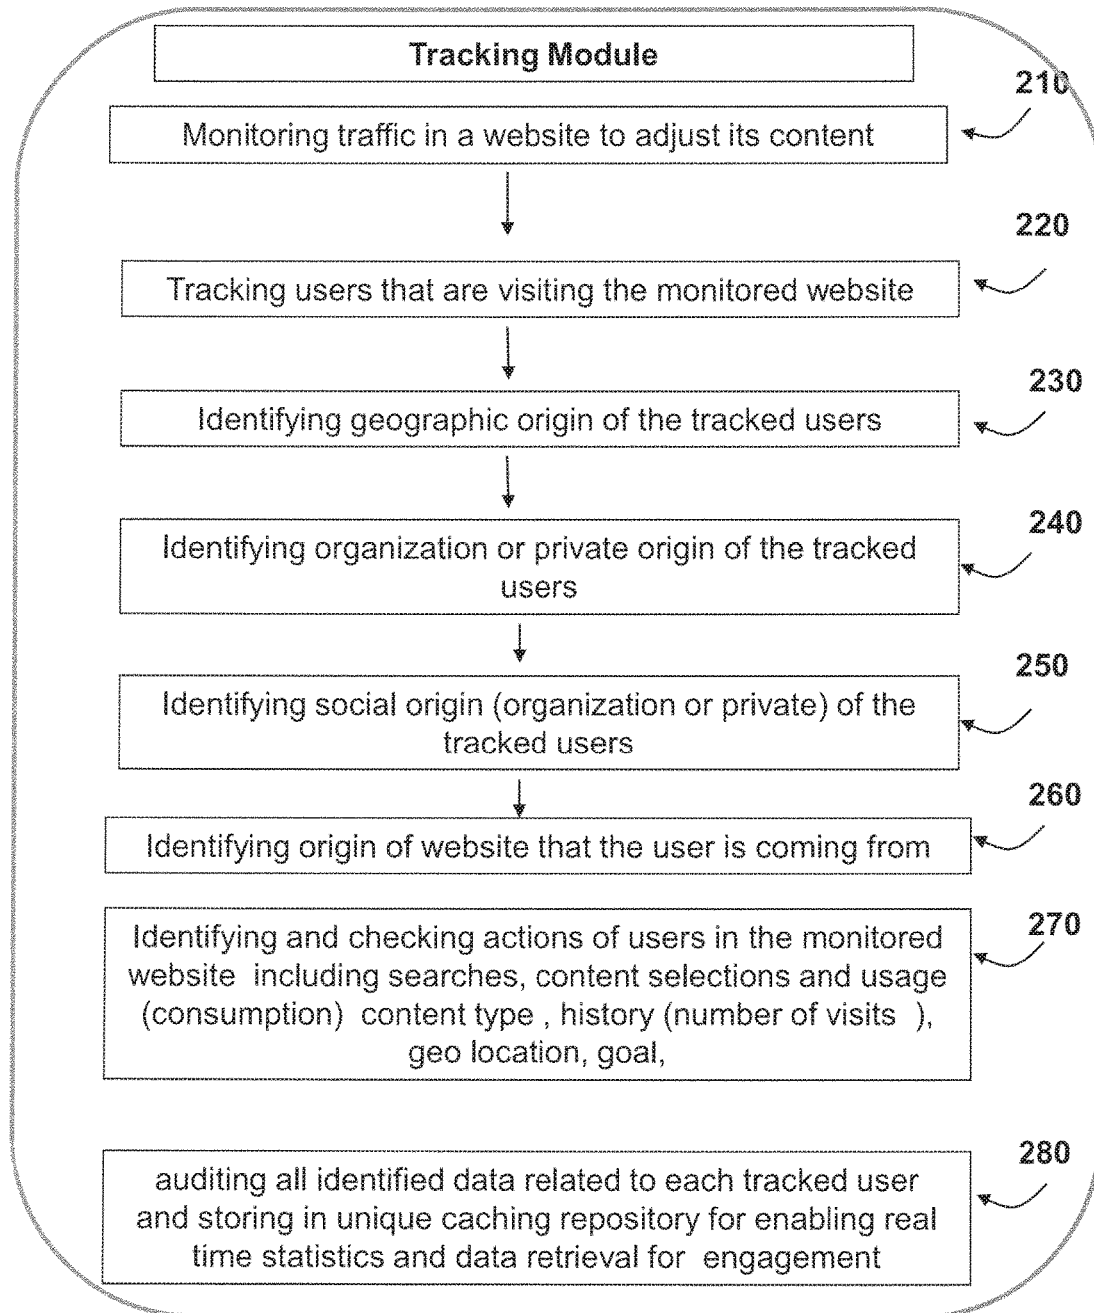 Tracking Module
210
Monitoring traffic in a website to adjust its content
220
Tracking users that are visiting the monitored website
230
Identifying geographic origin of the tracked users
240
Identifying organization or private origin of the tracked
users
250
Identifying social origin (organization or private) of the
tracked users
260
Identifying origin of website that the user is coming from
270
Identifying and checking actions of users in the monitored
website including searches, content selections and usage
(consumption) content type , history (number of visits ),
geo location, goal,
280
auditing all identified data related to each tracked user
and storing in unique caching repository for enabling real
time statistics and data retrieval for engagement